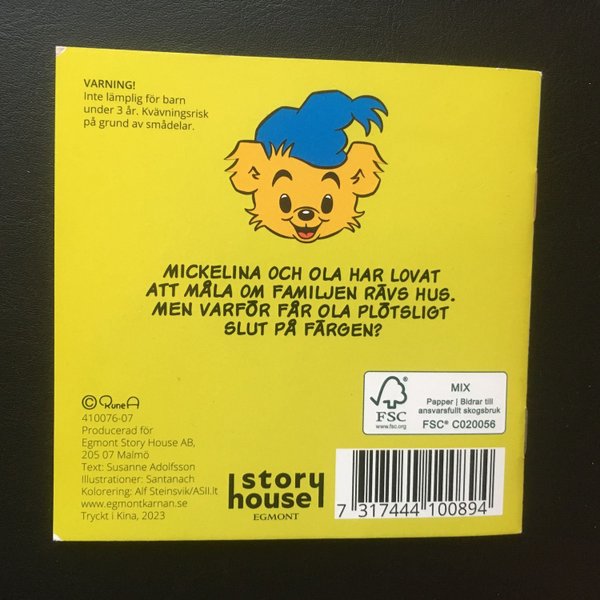 VARNING!
Inte lämplig för barn
under 3 år. Kvävningsrisk
på grund av smådelar.
MICKELINA OCH OLA HAR LOVAT
ATT MÅLA OM FAMILJEN RÄVS HUS.
MEN VARFÖR FÅR OLA PLÖTSLIGT
SLUT PÅ FÄRGEN?
© Rune A
410076-07
Producerad för
Egmont Story House AB,
205 07 Malmö
Text: Susanne Adolfsson
Illustrationer: Santanach
Kolorering: Alf Steinsvik/ASII.lt
www.egmontkarnan.se
Tryckt i Kina, 2023
story
house
EGMONT
FSC
www.fsc.org
MIX
Papper | Bidrar till
ansvarsfullt skogsbruk
FSC® C020056
7 317444 100894